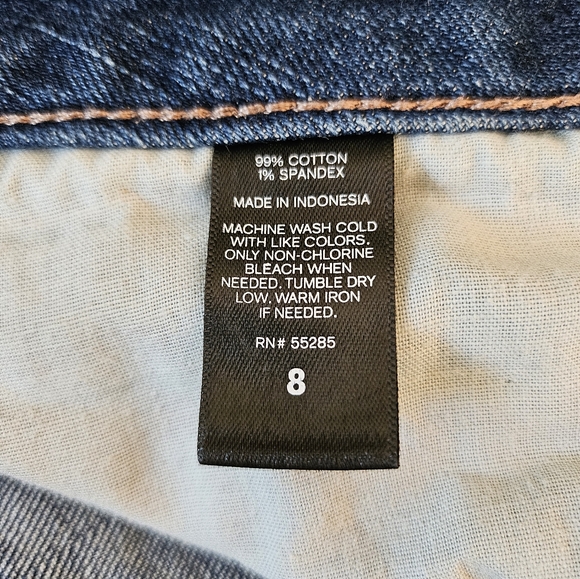 99% COTTON
1% SPANDEX
MADE IN INDONESIA
MACHINE WASH COLD
WITH LIKE COLORS.
ONLY NON-CHLORINE
BLEACH WHEN
NEEDED. TUMBLE DRY
LOW. WARM IRON
IF NEEDED.
RN# 55285
8